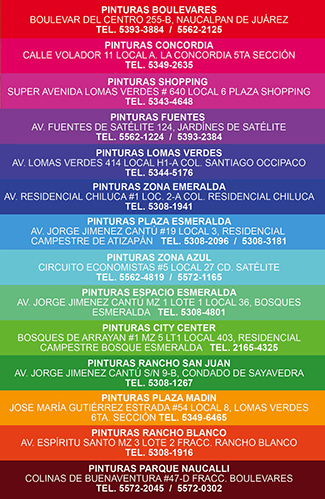 PINTURAS BOULEVARES
BOULEVAR DEL CENTRO 255-B, NAUCALPAN DE JUÁREZ
TEL. 5393-3884 / 5562-2125
PINTURAS CONCORDIA
CALLE VOLADOR 11 LOCAL A. LA CONCORDIA 5TA SECCIÓN
TEL. 5349-2635
PINTURAS SHOPPING
SUPER AVENIDA LOMAS VERDES # 640 LOCAL 6 PLAZA SHOPPING
TEL. 5343-4648
PINTURAS FUENTES
AV. FUENTES DE SATÉLITE 124, JARDINES DE SATÉLITE
TEL. 5562-1224 / 5393-2384
PINTURAS LOMAS VERDES
AV. LOMAS VERDES 414 LOCAL H1-A COL. SANTIAGO OCCIPACO
TEL. 5344-5176
PINTURAS ZONA EMERALDA
AV. RESIDENCIAL CHILUCA #1 LOC. 2-A COL. RESIDENCIAL CHILUCA
TEL. 5308-1941
PINTURAS PLAZA ESMERALDA
AV. JORGE JIMENEZ CANTÚ #19 LOCAL 3, RESIDENCIAL
CAMPESTRE DE ATIZAPÁN TEL. 5308-2096 / 5308-3181
PINTURAS ZONA AZUL
CIRCUITO ECONOMISTAS #5 LOCAL 27 CD. SATÉLITE
TEL. 5562-4819 / 5572-1165
PINTURAS ESPACIO ESMERALDA
AV. JORGE JIMENEZ CANTÚ MZ 1 LOTE 1 LOCAL 36, BOSQUES
ESMERALDA TEL. 5308-4801
PINTURAS CITY CENTER
BOSQUES DE ARRAYAN #1 MZ 5 LT1 LOCAL 403, RESIDENCIAL
CAMPESTRE BOSQUE ESMERALDA TEL. 2165-4325
PINTURAS RANCHO SAN JUAN
AV. JORGE JIMENEZ CANTÚ S/N 9-B, CONDADO DE SAYAVEDRA
TEL. 5308-1267
PINTURAS PLAZA MADIN
JOSE MARÍA GUTIÉRREZ ESTRADA #54 LOCAL 8, LOMAS VERDES
6TA. SECCIÓN TEL. 5349-6455
PINTURAS RANCHO BLANCO
AV. ESPÍRITU SANTO MZ 3 LOTE 2 FRACC. RANCHO BLANCO
TEL. 5308-1916
PINTURAS PARQUE NAUCALLI
COLINAS DE BUENAVENTURA #47-D FRACC. BOULEVARES
TEL. 5572-2045 / 5572-0302